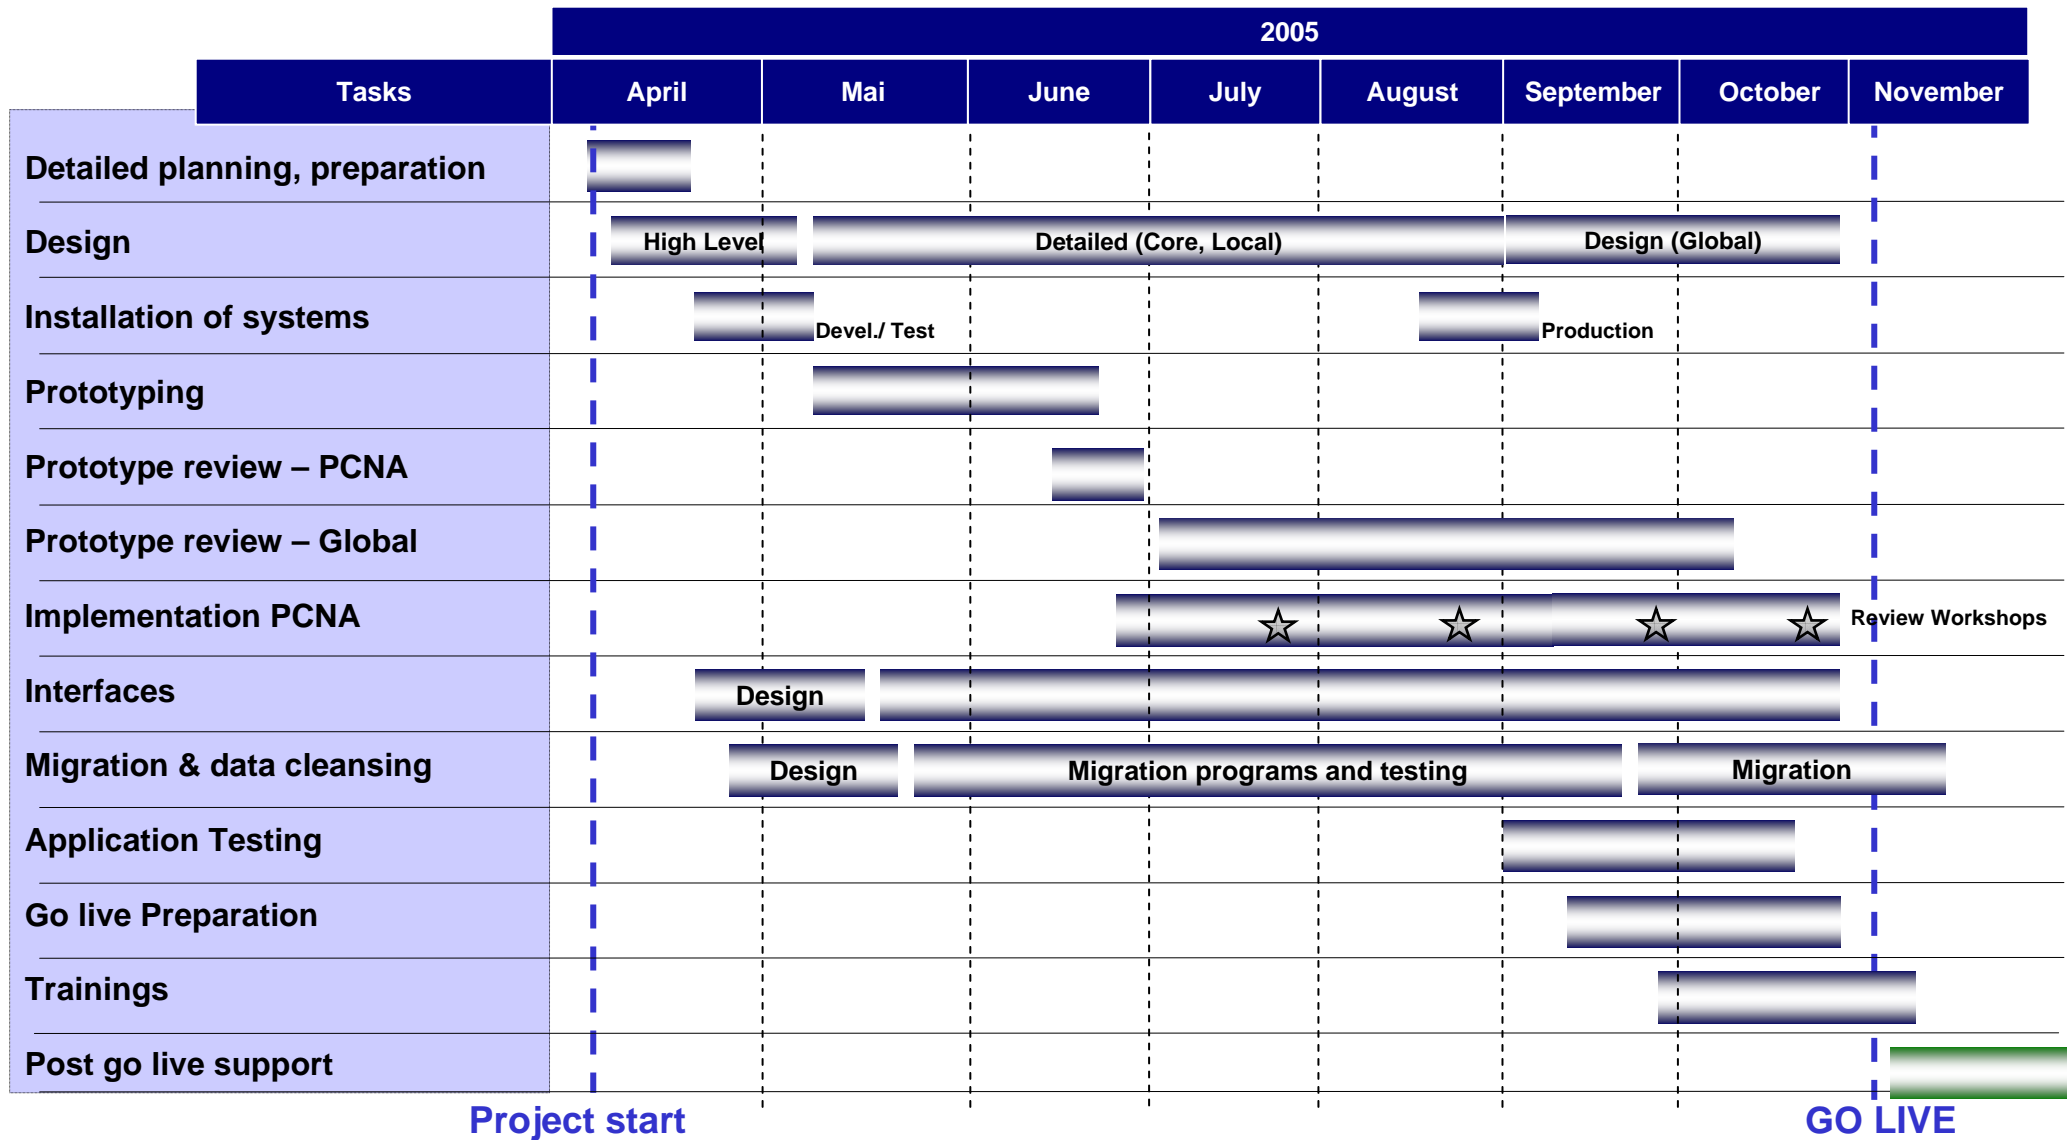 2005
Tasks April Mai June July August September October November
Detailed planning, preparation
Design High Level Detailed (Core, Local) Design (Global)
Installation of systems Devel./ Test Production
Prototyping
Prototype review – PCNA
Prototype review – Global
Implementation PCNA Review Workshops
Interfaces Design
Migration & data cleansing Design Migration programs and testing Migration
Application Testing
Go live Preparation
Trainings
Post go live support
Project start GO LIVE